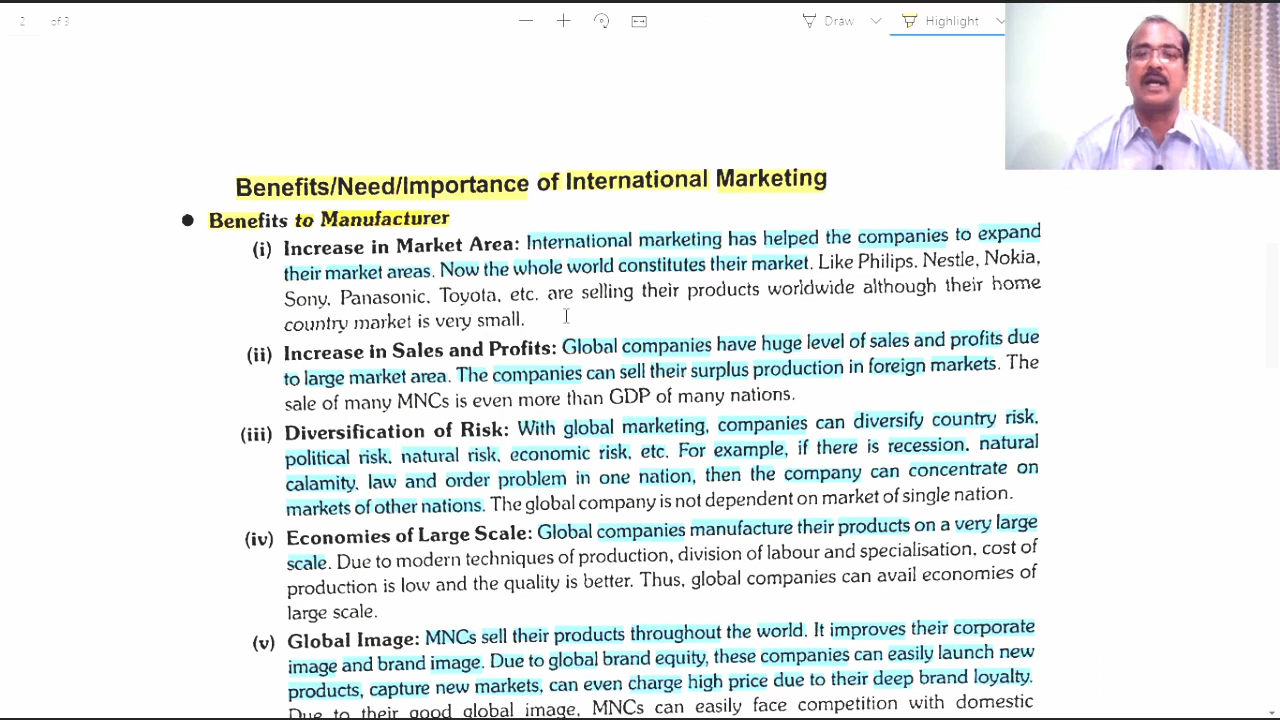 2 of 3
Draw
Highlight
Benefits/Need/Importance of International Marketing
● Benefits to Manufacturer
(i) Increase in Market Area: International marketing has helped the companies to expand
their market areas. Now the whole world constitutes their market. Like Philips, Nestle, Nokia,
Sony, Panasonic, Toyota, etc. are selling their products worldwide although their home
country market is very small.
(ii) Increase in Sales and Profits: Global companies have huge level of sales and profits due
to large market area. The companies can sell their surplus production in foreign markets. The
sale of many MNCs is even more than GDP of many nations.
(iii) Diversification of Risk: With global marketing, companies can diversify country risk,
political risk, natural risk, economic risk, etc. For example, if there is recession, natural
calamity, law and order problem in one nation, then the company can concentrate on
markets of other nations. The global company is not dependent on market of single nation.
(iv) Economies of Large Scale: Global companies manufacture their products on a very large
scale. Due to modern techniques of production, division of labour and specialisation, cost of
production is low and the quality is better. Thus, global companies can avail economies of
large scale.
(v) Global Image: MNCs sell their products throughout the world. It improves their corporate
image and brand image. Due to global brand equity, these companies can easily launch new
products, capture new markets, can even charge high price due to their deep brand loyalty.
Due to their good global image, MNCs can easily face competition with domestic